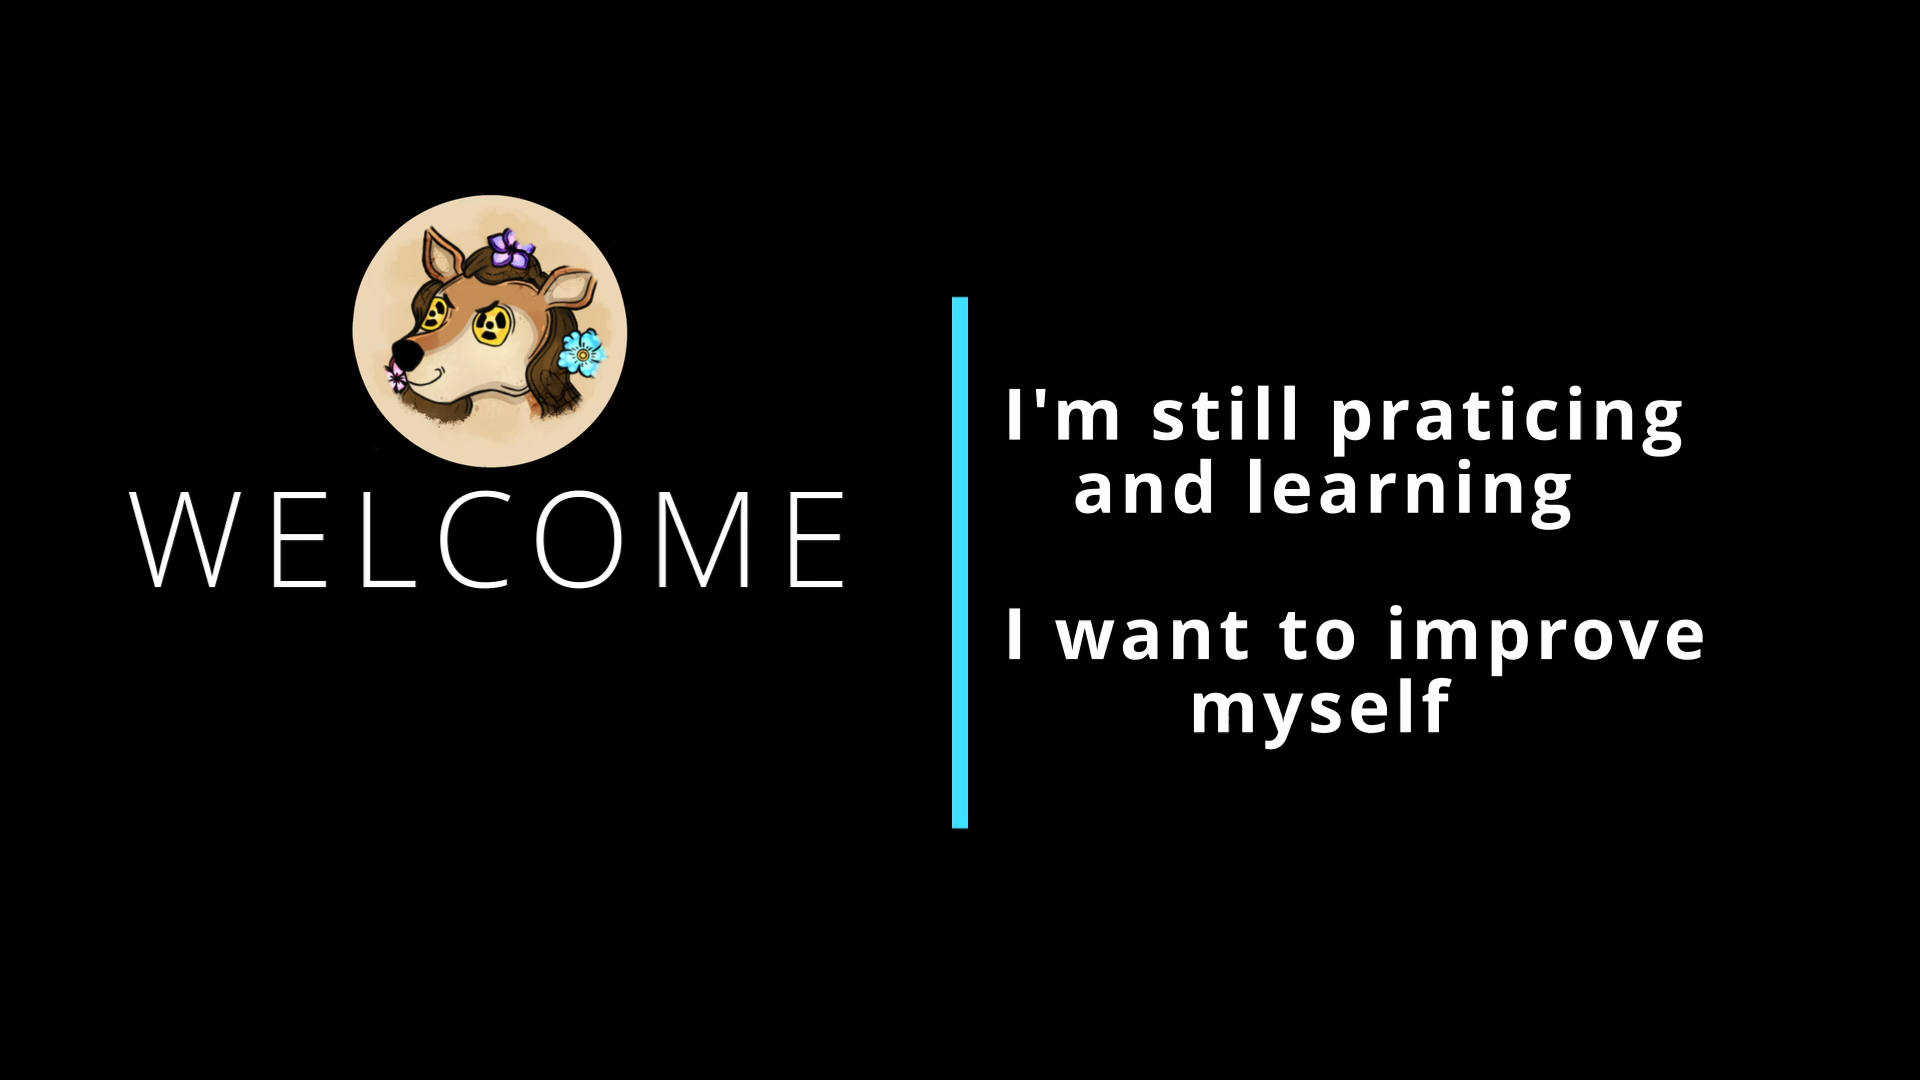 WELCOME
I'm still praticing
and learning
I want to improve
myself